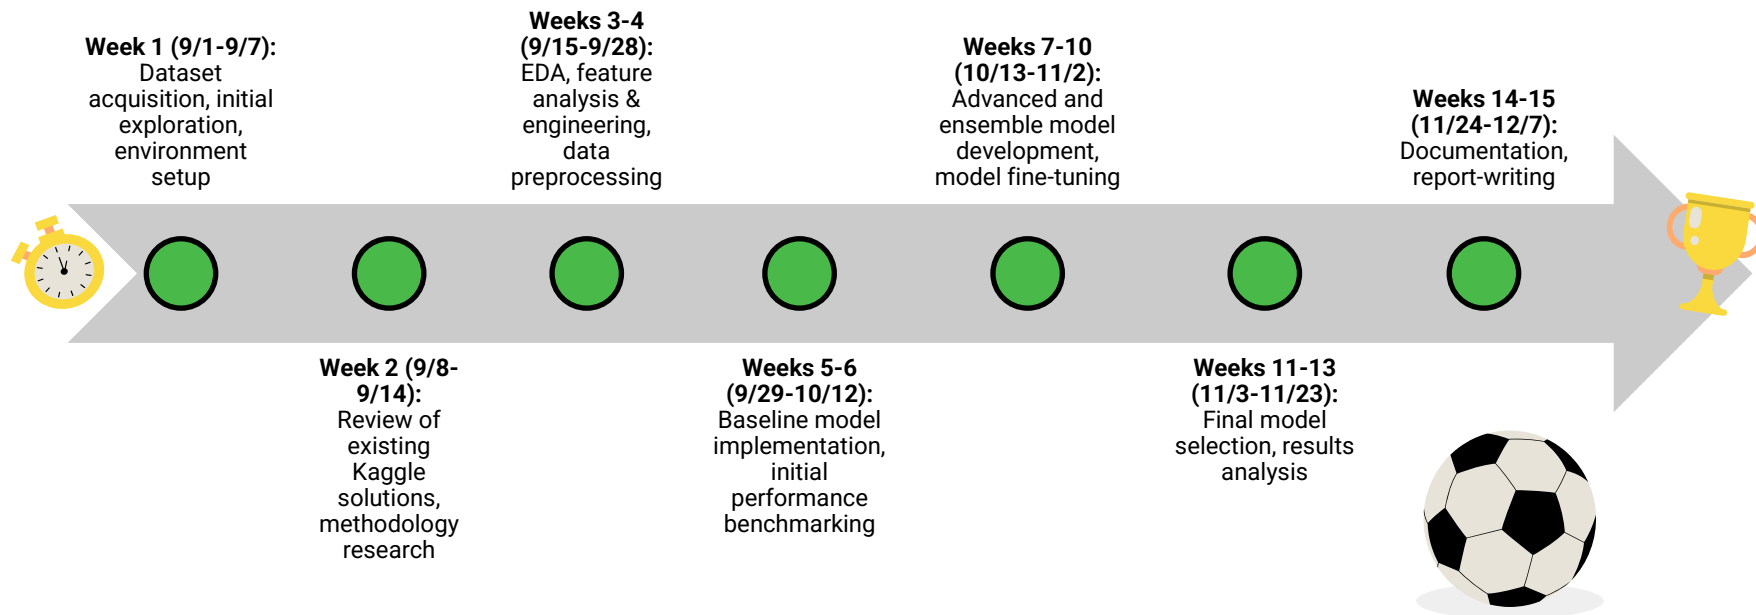 Week 1 (9/1-9/7):
Dataset
acquisition, initial
exploration,
environment
setup
Week 2 (9/8-
9/14):
Review of
existing
Kaggle
solutions,
methodology
research
Weeks 3-4
(9/15-9/28):
EDA, feature
analysis &
engineering,
data
preprocessing
Weeks 5-6
(9/29-10/12):
Baseline model
implementation,
initial
performance
benchmarking
Weeks 7-10
(10/13-11/2):
Advanced and
ensemble model
development,
model fine-tuning
Weeks 11-13
(11/3-11/23):
Final model
selection, results
analysis
Weeks 14-15
(11/24-12/7):
Documentation,
report-writing